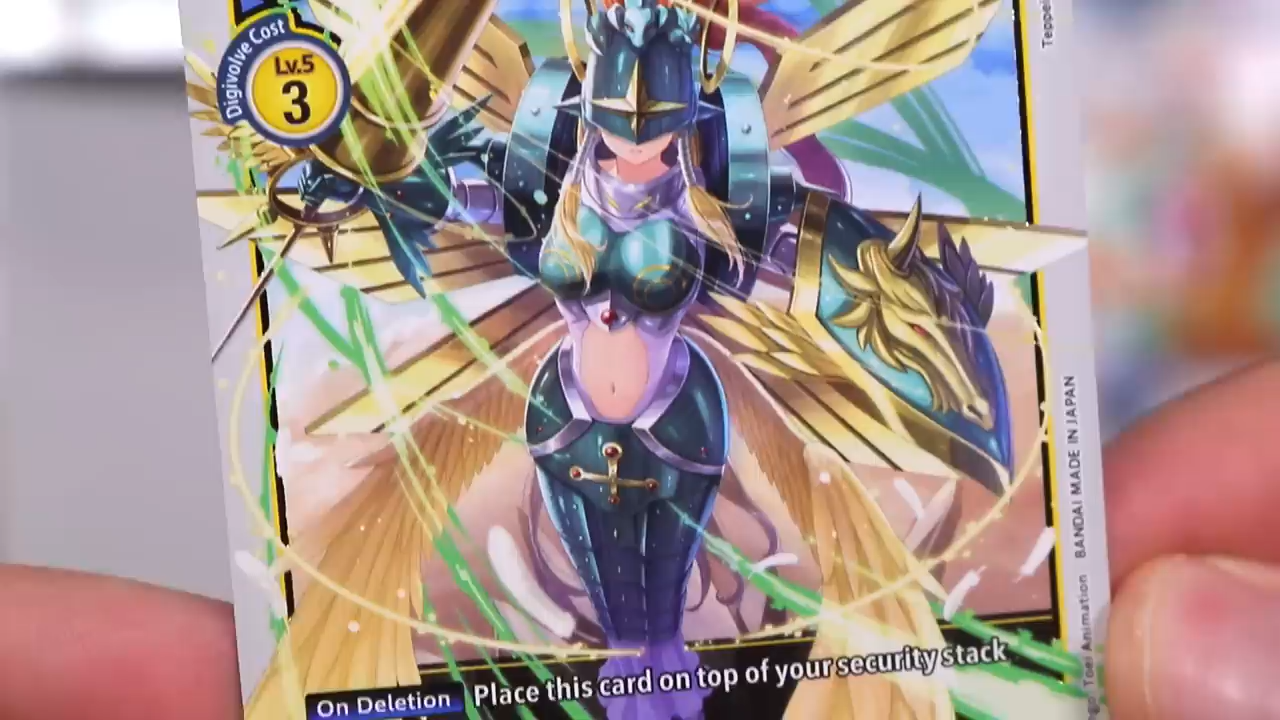 Digivolve Cost
Lv.5
3
Teppei
BANDAI MADE IN JAPAN
Toei Animation
On Deletion Place this card on top of your security stack